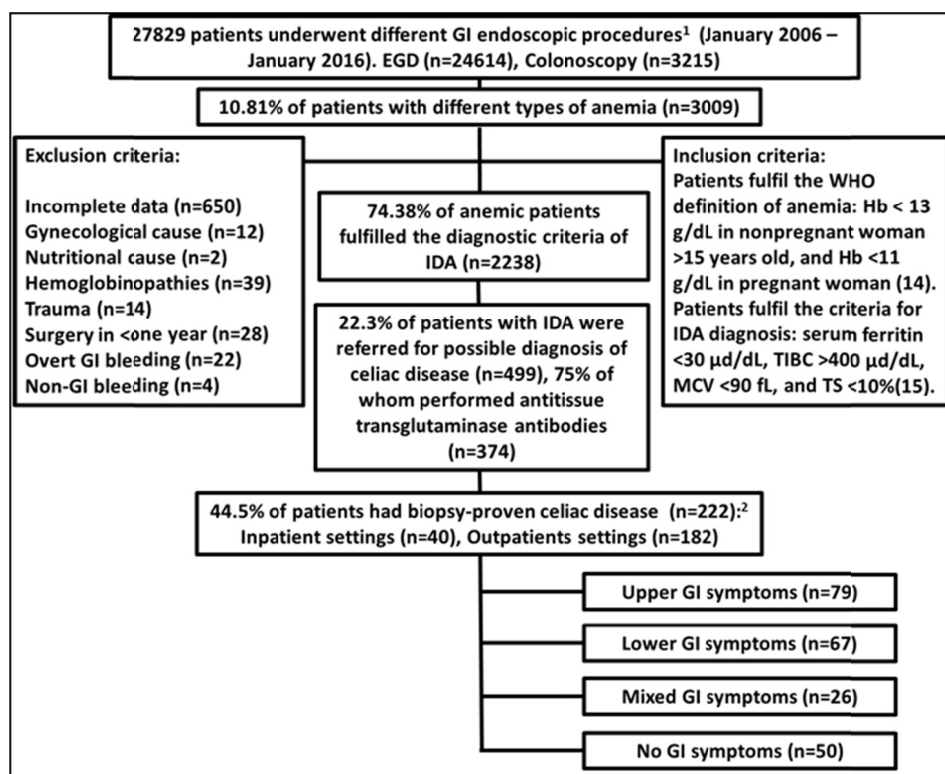 27829 patients underwent different GI endoscopic procedures¹ (January 2006 –
January 2016). EGD (n=24614), Colonoscopy (n=3215)
10.81% of patients with different types of anemia (n=3009)
Exclusion criteria:
Incomplete data (n=650)
Gynecological cause (n=12)
Nutritional cause (n=2)
Hemoglobinopathies (n=39)
Trauma (n=14)
Surgery in <one year (n=28)
Overt GI bleeding (n=22)
Non-GI bleeding (n=4)
74.38% of anemic patients
fulfilled the diagnostic criteria of
IDA (n=2238)
Inclusion criteria:
Patients fulfil the WHO
definition of anemia: Hb < 13
g/dL in nonpregnant woman
>15 years old, and Hb <11
g/dL in pregnant woman (14).
Patients fulfil the criteria for
IDA diagnosis: serum ferritin
<30 µd/dL, TIBC >400 µd/dL,
MCV <90 fL, and TS <10%(15).
22.3% of patients with IDA were
referred for possible diagnosis of
celiac disease (n=499), 75% of
whom performed antitissue
transglutaminase antibodies
(n=374)
44.5% of patients had biopsy-proven celiac disease (n=222):²
Inpatient settings (n=40), Outpatients settings (n=182)
Upper GI symptoms (n=79)
Lower GI symptoms (n=67)
Mixed GI symptoms (n=26)
No GI symptoms (n=50)